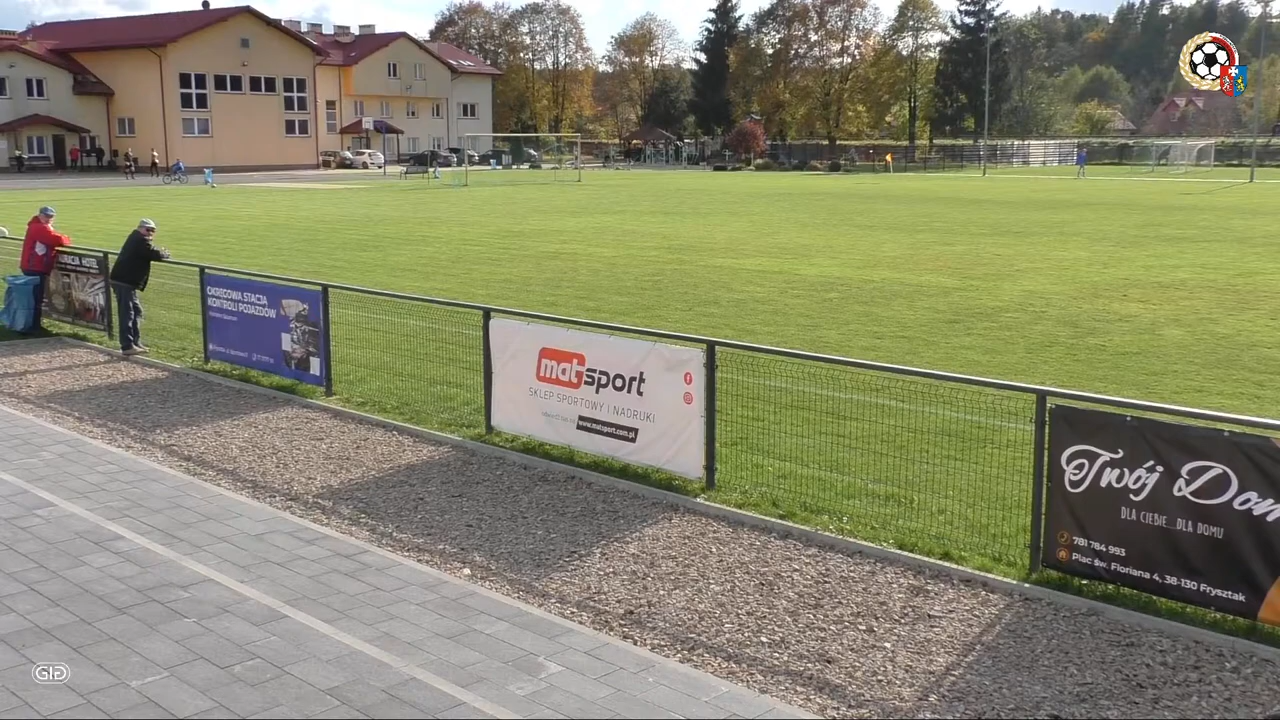 HOTEL
OKRĘGOWA STACJA
KONTROLI POJAZDÓW
matsport
SKLEP SPORTOWY I NADRUKI
www.matsport.com.pl
Twój Dom
DLA CIEBIE...DLA DOMU
781 784 993
Plac św. Floriana 4, 38-130 Frysztak